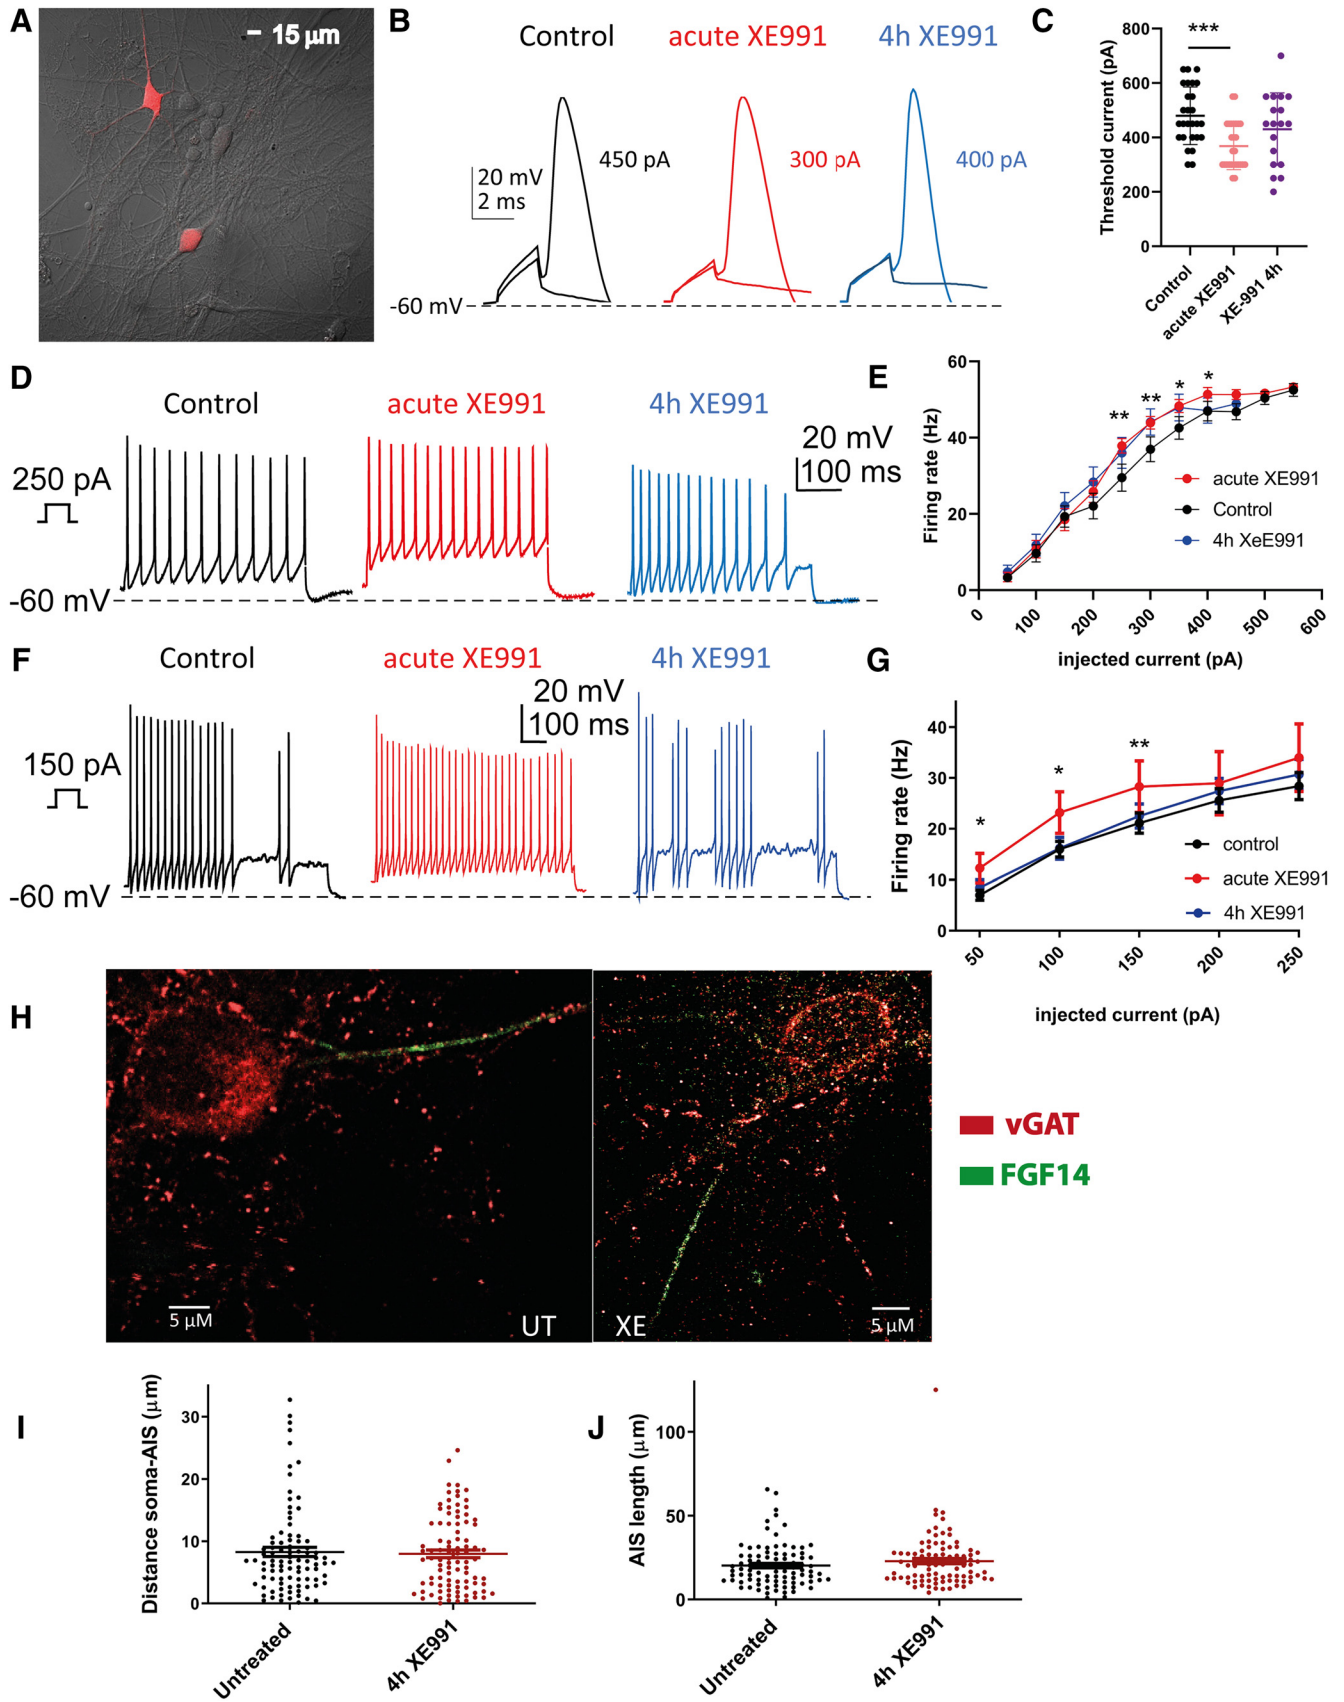 A
15 µm
B
Control
acute XE991
4h XE991
450 pA
300 pA
400 pA
20 mV
2 ms
-60 mV
C
***
Threshold current (pA)
800
600
400
200
0
Control
acute XE991
XE-991 4h
D
Control
acute XE991
4h XE991
250 pA
20 mV
100 ms
-60 mV
E
Firing rate (Hz)
60
40
20
0
** ** * *
acute XE991
Control
4h XeE991
0 100 200 300 400 500 600
injected current (pA)
F
Control
acute XE991
4h XE991
150 pA
20 mV
100 ms
-60 mV
G
Firing rate (Hz)
40
30
20
10
0
* * **
control
acute XE991
4h XE991
50 100 150 200 250
injected current (pA)
H
5 µM
UT
XE
5 µM
vGAT
FGF14
I
Distance soma-AIS (µm)
30
20
10
0
Untreated
4h XE991
J
AIS length (µm)
100
50
0
Untreated
4h XE991